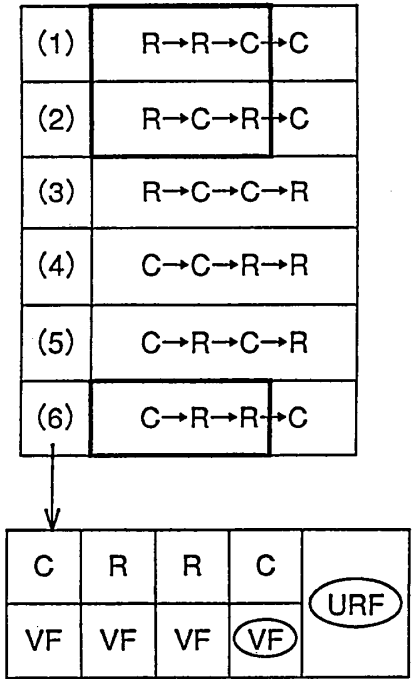 (1) R→R→C→C
(2) R→C→R→C
(3) R→C→C→R
(4) C→C→R→R
(5) C→R→C→R
(6) C→R→R→C
C R R C URF
VF VF VF VF